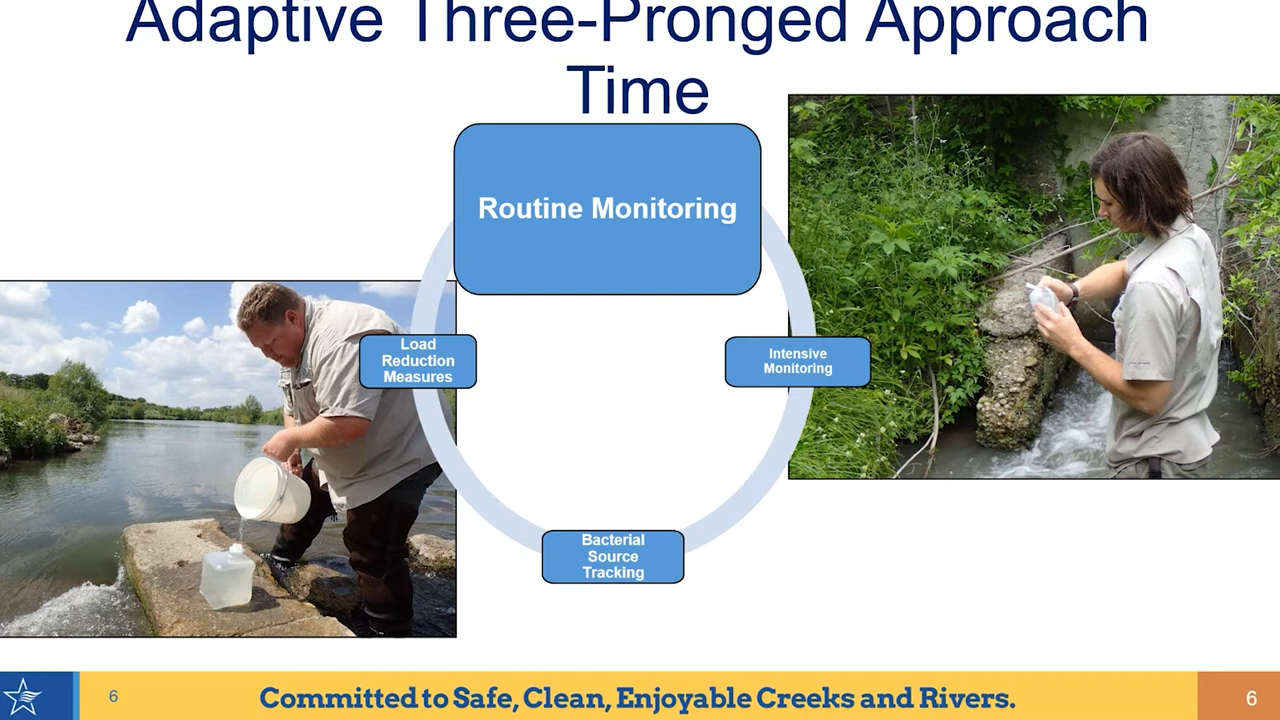 Adaptive Three-Pronged Approach
Time
Routine Monitoring
Load
Reduction
Measures
Intensive
Monitoring
Bacterial
Source
Tracking
6
Committed to Safe, Clean, Enjoyable Creeks and Rivers.
6